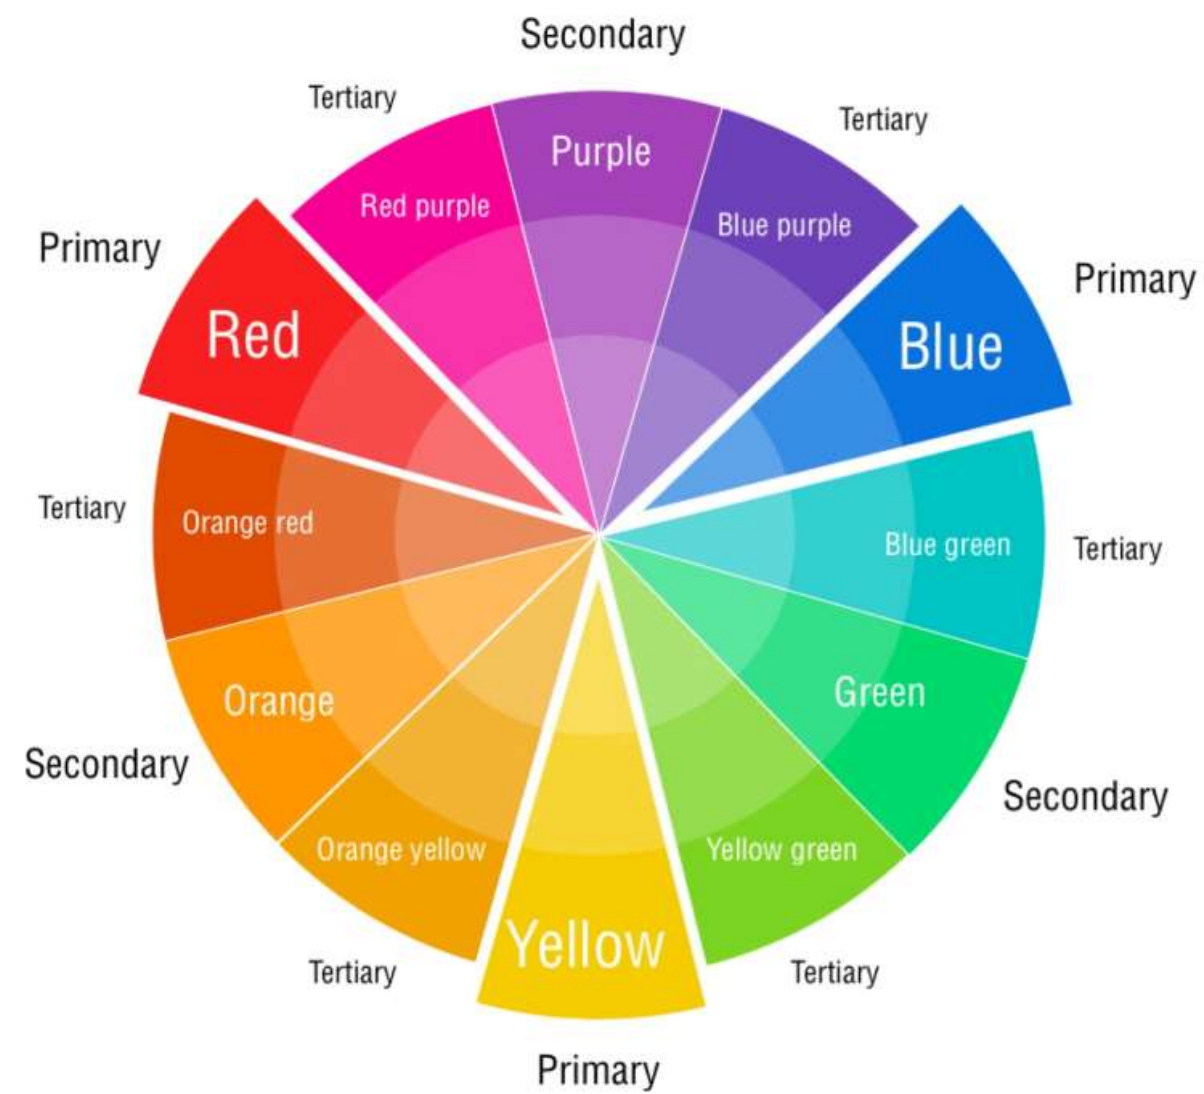 Secondary
Tertiary
Tertiary
Purple
Red purple
Blue purple
Primary
Primary
Red
Blue
Tertiary
Orange red
Blue green
Tertiary
Orange
Green
Secondary
Secondary
Orange yellow
Yellow green
Yellow
Tertiary
Tertiary
Primary